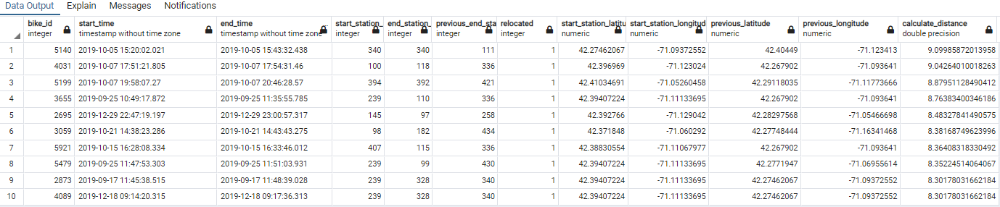 Data Output Explain Messages Notifications
bike_id start_time end_time start_station_ end_station_ previous_end_sta relocated start_station_latitu start_station_longitud previous_latitude previous_longitude calculate_distance
integer timestamp without time zone timestamp without time zone integer integer integer integer numeric numeric numeric numeric double precision
1 5140 2019-10-05 15:20:02.021 2019-10-05 15:43:32.438 340 340 111 1 42.27462067 -71.09372552 42.40449 -71.123413 9.09985872013958
2 4031 2019-10-07 17:51:21.805 2019-10-07 17:54:31.46 100 118 336 1 42.396969 -71.123024 42.267902 -71.093641 9.04264010018263
3 5199 2019-10-07 19:58:07.27 2019-10-07 20:46:28.57 394 392 421 1 42.41034691 -71.05260458 42.29118035 -71.11773666 8.87951128490412
4 3655 2019-09-25 10:49:17.872 2019-09-25 11:35:55.785 239 110 336 1 42.39407224 -71.11133695 42.267902 -71.093641 8.76383400346186
5 2695 2019-12-29 22:47:19.197 2019-12-29 23:00:57.317 145 97 258 1 42.392766 -71.129042 42.28297568 -71.05466698 8.48327841490575
6 3059 2019-10-21 14:38:23.286 2019-10-21 14:43:43.275 98 182 434 1 42.371848 -71.060292 42.27748444 -71.16341468 8.38168749623996
7 5921 2019-10-15 16:28:08.334 2019-10-15 16:33:46.012 407 115 336 1 42.38830554 -71.11067977 42.267902 -71.093641 8.36408318330492
8 5479 2019-09-25 11:47:53.303 2019-09-25 11:51:03.931 239 99 430 1 42.39407224 -71.11133695 42.2771947 -71.06955614 8.35224514064067
9 2873 2019-09-17 11:45:38.515 2019-09-17 11:48:39.028 239 328 340 1 42.39407224 -71.11133695 42.27462067 -71.09372552 8.30178031662184
10 4089 2019-12-18 09:14:20.315 2019-12-18 09:17:36.313 239 328 340 1 42.39407224 -71.11133695 42.27462067 -71.09372552 8.30178031662184